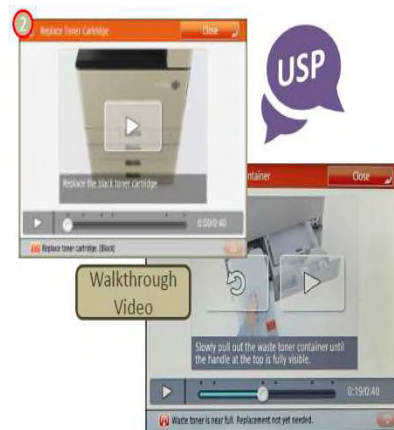 2
Replace Toner Cartridge
Close
USP
Replace the black toner cartridge.
0:00/0:40
Replace toner cartridge. (Black)
ntainer
Close
Walkthrough
Video
Slowly pull out the waste toner container until
the handle at the top is fully visible.
0:19/0:40
Waste toner is near full. Replacement not yet needed.